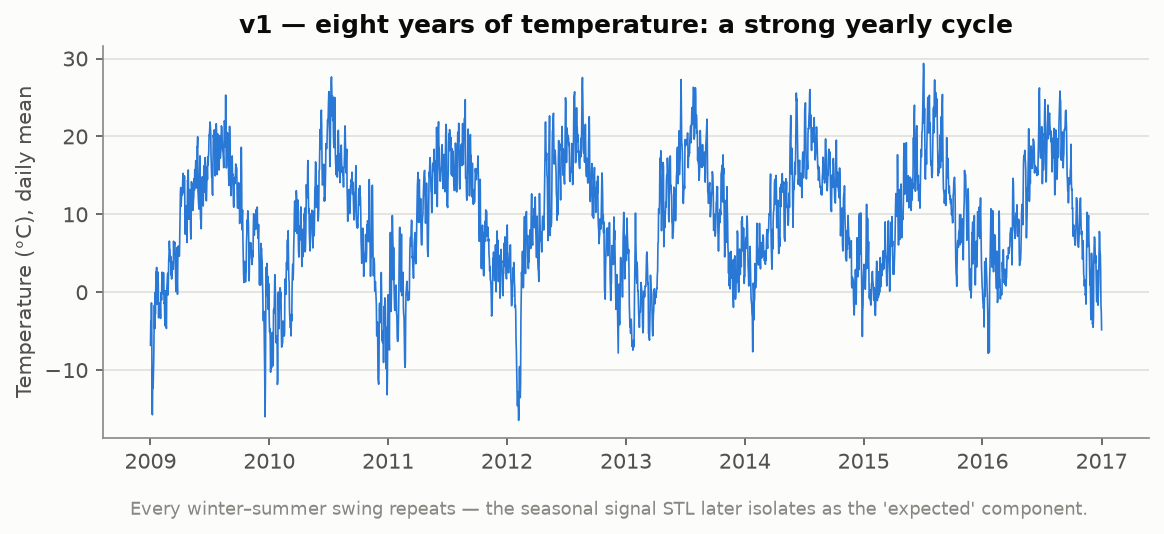 v1 — eight years of temperature: a strong yearly cycle
Temperature (°C), daily mean
30
20
10
0
−10
2009 2010 2011 2012 2013 2014 2015 2016 2017
Every winter–summer swing repeats — the seasonal signal STL later isolates as the 'expected' component.